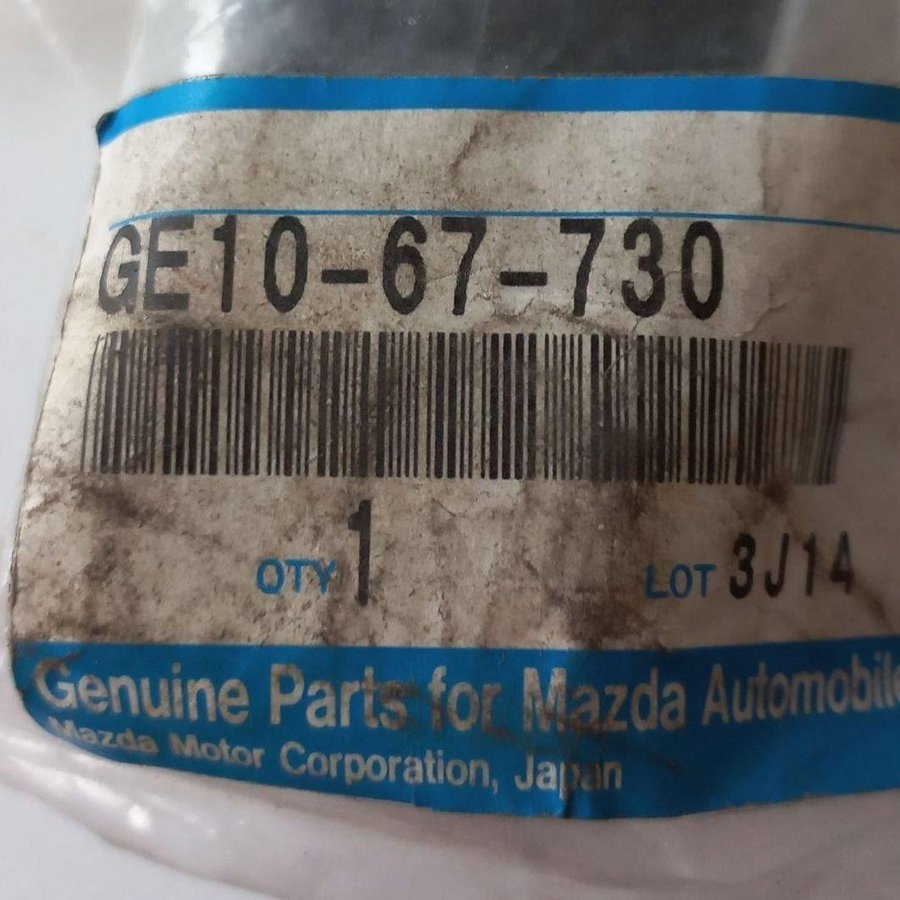 GE10-67-730
QTY 1 LOT 3J14
Genuine Parts for Mazda Automobile
Mazda Motor Corporation, Japan